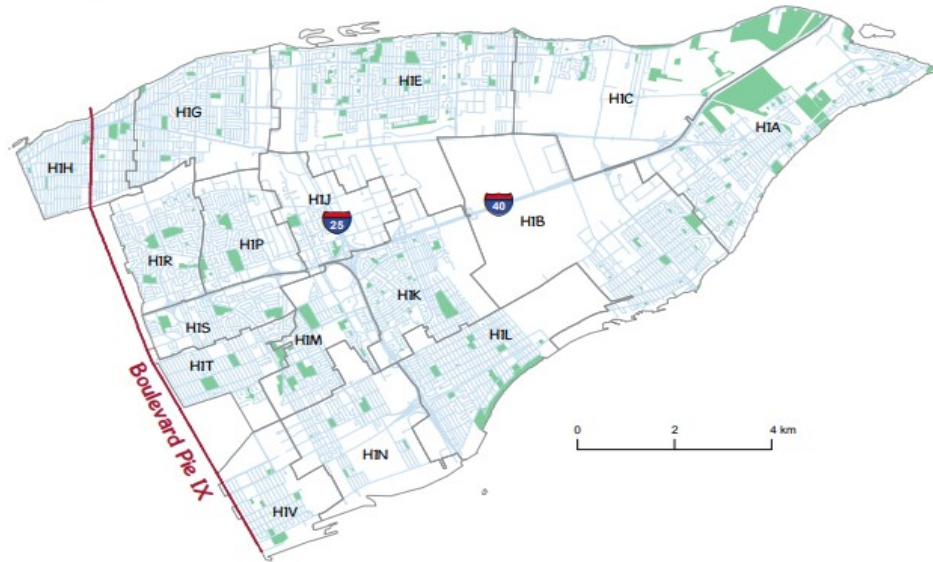 H1E
H1C
H1G
H1A
H1H
H1J
40
H1B
25
H1P
H1R
H1K
H1S
H1L
H1M
H1T
Boulevard Pie IX
0 2 4 km
H1N
H1V